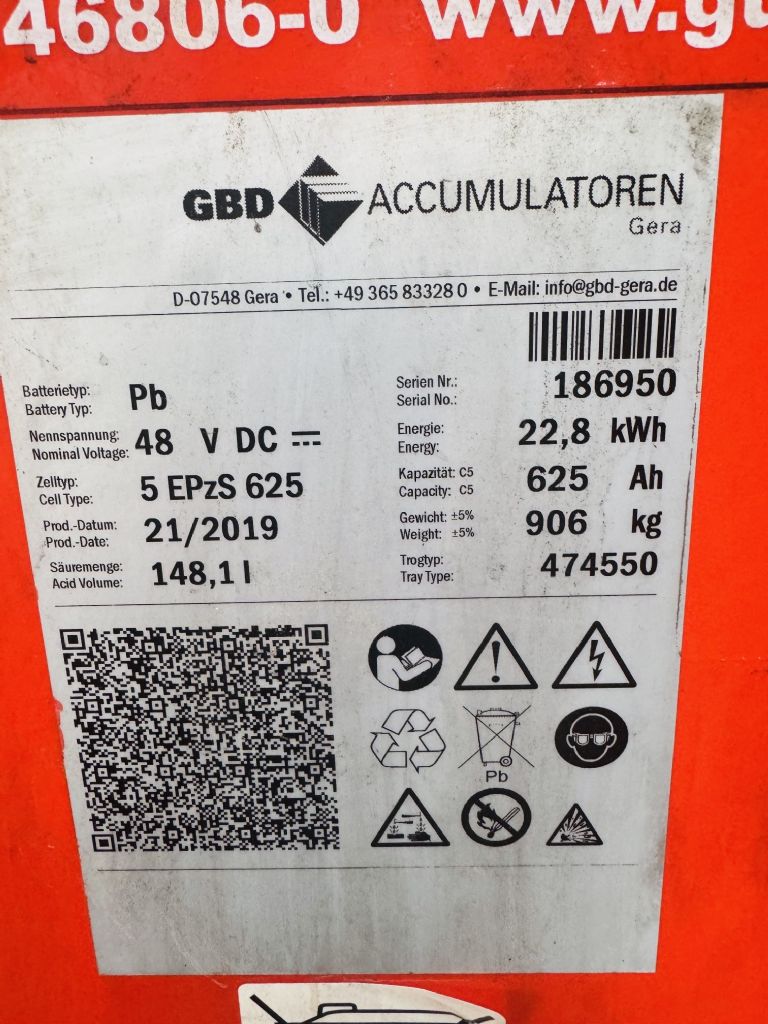 46806-0 www.g
GBD ACCUMULATOREN
Gera
D-07548 Gera • Tel.: +49 365 83328 0 • E-Mail: info@gbd-gera.de
Batterietyp:
Battery Typ: Pb
Serien Nr.:
Serial No.: 186950
Nennspannung:
Nominal Voltage: 48 V DC
Energie:
Energy: 22,8 kWh
Zelltyp:
Cell Type: 5 EPzS 625
Kapazität: C5
Capacity: C5 625 Ah
Prod.-Datum:
Prod.-Date: 21/2019
Gewicht: ±5%
Weight: ±5% 906 kg
Säuremenge:
Acid Volume: 148,1 l
Trogtyp:
Tray Type: 474550
Pb